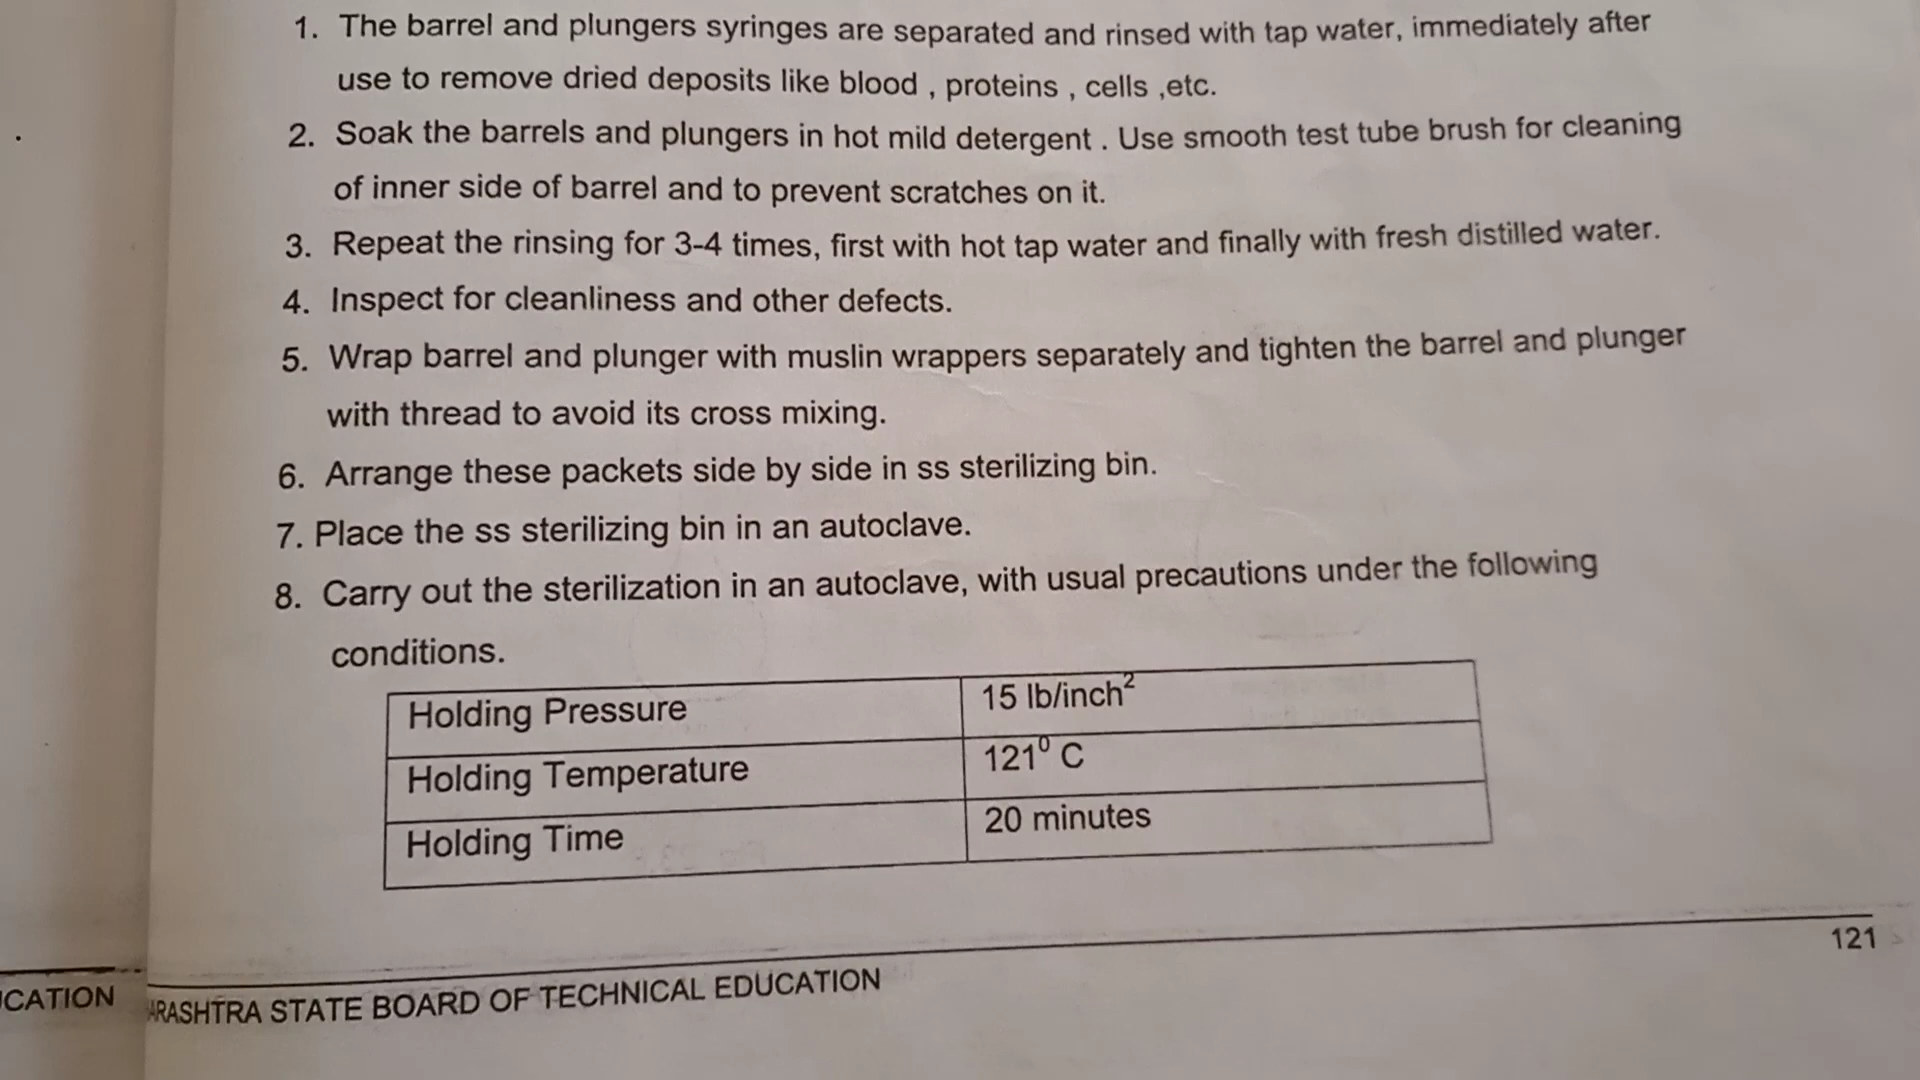 1. The barrel and plungers syringes are separated and rinsed with tap water, immediately after
use to remove dried deposits like blood , proteins , cells ,etc.
2. Soak the barrels and plungers in hot mild detergent . Use smooth test tube brush for cleaning
of inner side of barrel and to prevent scratches on it.
3. Repeat the rinsing for 3-4 times, first with hot tap water and finally with fresh distilled water.
4. Inspect for cleanliness and other defects.
5. Wrap barrel and plunger with muslin wrappers separately and tighten the barrel and plunger
with thread to avoid its cross mixing.
6. Arrange these packets side by side in ss sterilizing bin.
7. Place the ss sterilizing bin in an autoclave.
8. Carry out the sterilization in an autoclave, with usual precautions under the following
conditions.
Holding Pressure 15 lb/inch²
Holding Temperature 121⁰ C
Holding Time 20 minutes
121
UCATION
ARASHTRA STATE BOARD OF TECHNICAL EDUCATION